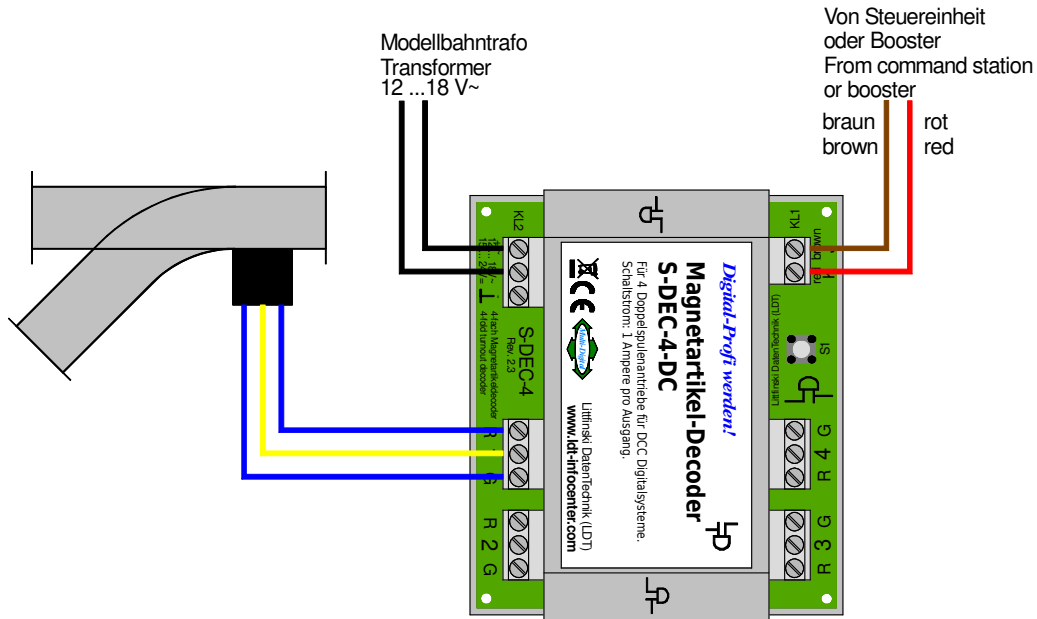 Modellbahntrafo
Transformer
12 ...18 V~
Von Steuereinheit
oder Booster
From command station
or booster
braun
brown
rot
red
KL2
4-fach Magnetartikeldecoder
4-fold turnout decoder
S-DEC-4
Rev. 2.3
R
G
R 2 G
Digital-Profi werden!
Magnetartikel-Decoder
S-DEC-4-DC
Für 4 Doppelspulenantriebe für DCC Digitalsysteme.
Schaltstrom: 1 Ampere pro Ausgang.
CE
Multi-Digital
Littfinski DatenTechnik (LDT)
www.ldt-infocenter.com
KL1
red brown
S1
Littfinski DatenTechnik (LDT)
R 4 G
R 3 G